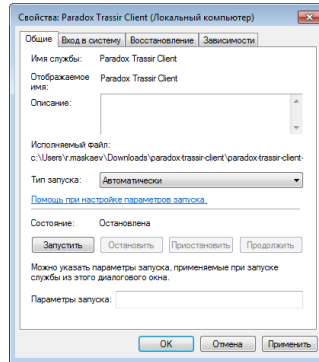 Свойства: Paradox Trassir Client (Локальный компьютер)
Общие Вход в систему Восстановление Зависимости
Имя службы: Paradox Trassir Client
Отображаемое имя: Paradox Trassir Client
Описание:
Исполняемый файл:
c:\Users\r.maskaev\Downloads\paradox-trassir-client\paradox-trassir-client-
Тип запуска: Автоматически
Помощь при настройке параметров запуска.
Состояние: Остановлена
Запустить Остановить Приостановить Продолжить
Можно указать параметры запуска, применяемые при запуске
службы из этого диалогового окна.
Параметры запуска:
OK Отмена Применить